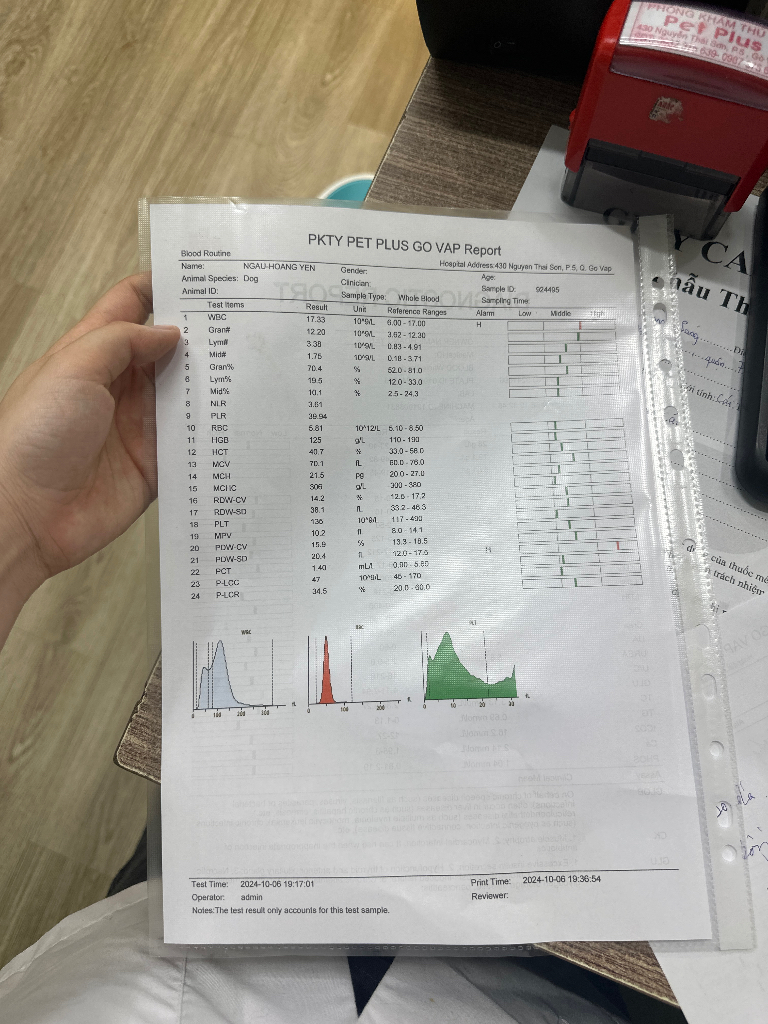 PHÒNG KHÁM THÚ
Pet Plus
430 Nguyễn Thái Sơn, P.5
PKTY PET PLUS GO VAP Report
Blood Routine
Hospital Address:430 Nguyen Thai Son, P 5, Q. Go Vap
Name: NGAU-HOANG YEN Gender: Age:
Animal Species: Dog Clinician: Sample ID: 924495
Animal ID: Sample Type: Whole Blood Sampling Time:
Test Items Result Unit Reference Ranges Alarm Low Middle High
1 WBC 17.33 10^9/L 6.00 - 17.00 H
2 Gran# 12.20 10^9/L 3.62 - 12.30
3 Lym# 3.38 10^9/L 0.83 - 4.91
4 Mid# 1.75 10^9/L 0.18 - 3.71
5 Gran% 70.4 % 52.0 - 81.0
6 Lym% 19.5 % 12.0 - 33.0
7 Mid% 10.1 % 2.5 - 24.3
8 NLR 3.61
9 PLR 39.94
10 RBC 5.81 10^12/L 5.10 - 8.50
11 HGB 125 g/L 110 - 190
12 HCT 40.7 % 33.0 - 56.0
13 MCV 70.1 fL 60.0 - 76.0
14 MCH 21.5 pg 20.0 - 27.0
15 MCHC 306 g/L 300 - 380
16 RDW-CV 14.2 % 12.6 - 17.2
17 RDW-SD 38.1 fL 33.2 - 46.3
18 PLT 135 10^9/L 117 - 490
19 MPV 10.2 fl 8.0 - 14.1
20 PDW-CV 15.9 % 13.3 - 18.5
21 PDW-SD 20.4 fL 12.0 - 17.5 H
22 PCT 1.40 mL/L 0.90 - 5.80
23 P-LCC 47 10^9/L 45 - 170
24 P-LCR 34.5 % 20.0 - 60.0
WBC RBC PLT
0 100 200 300 fL 0 100 200 fL 0 10 20 30 fL
Test Time: 2024-10-06 19:17:01 Print Time: 2024-10-06 19:36:54
Operator: admin Reviewer:
Notes:The test result only accounts for this test sample.
của thuốc mê
trách nhiệm